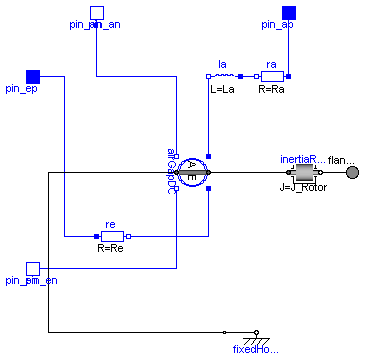 pin_an
pin_ap
la
ra
pin_ep
L=La
R=Ra
airGapDC
A
E
inertiaR...
flan...
J=J_Rotor
re
R=Re
pin_en
fixedHo...